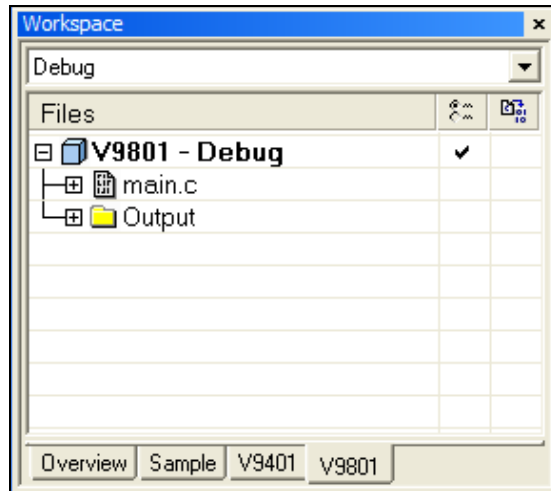 Workspace
Debug
Files
V9801 - Debug
main.c
Output
Overview Sample V9401 V9801